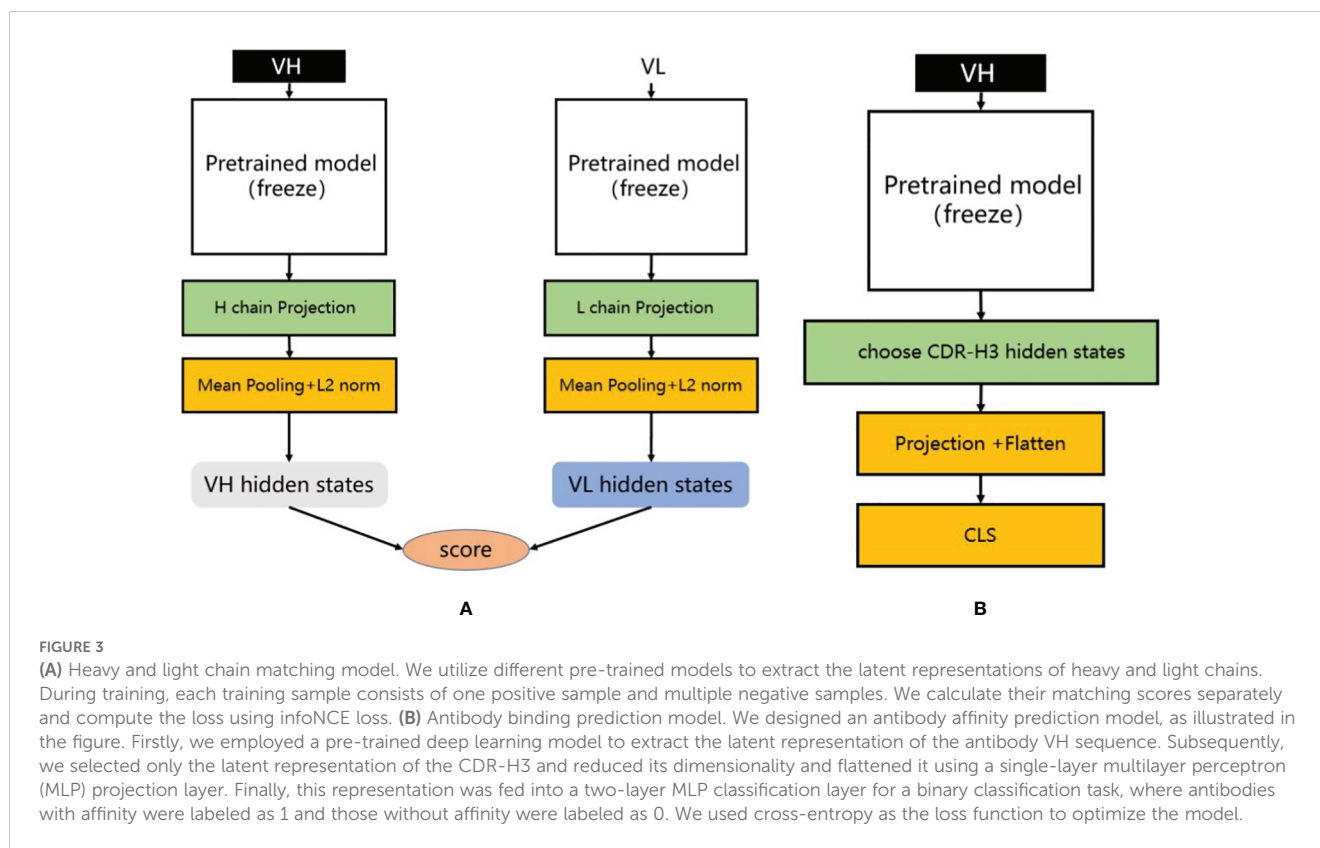 VH
Pretrained model
(freeze)
H chain Projection
Mean Pooling+L2 norm
VH hidden states
VL
Pretrained model
(freeze)
L chain Projection
Mean Pooling+L2 norm
VL hidden states
score
A
VH
Pretrained model
(freeze)
choose CDR-H3 hidden states
Projection +Flatten
CLS
B
FIGURE 3
(A) Heavy and light chain matching model. We utilize different pre-trained models to extract the latent representations of heavy and light chains.
During training, each training sample consists of one positive sample and multiple negative samples. We calculate their matching scores separately
and compute the loss using infoNCE loss. (B) Antibody binding prediction model. We designed an antibody affinity prediction model, as illustrated in
the figure. Firstly, we employed a pre-trained deep learning model to extract the latent representation of the antibody VH sequence. Subsequently,
we selected only the latent representation of the CDR-H3 and reduced its dimensionality and flattened it using a single-layer multilayer perceptron
(MLP) projection layer. Finally, this representation was fed into a two-layer MLP classification layer for a binary classification task, where antibodies
with affinity were labeled as 1 and those without affinity were labeled as 0. We used cross-entropy as the loss function to optimize the model.